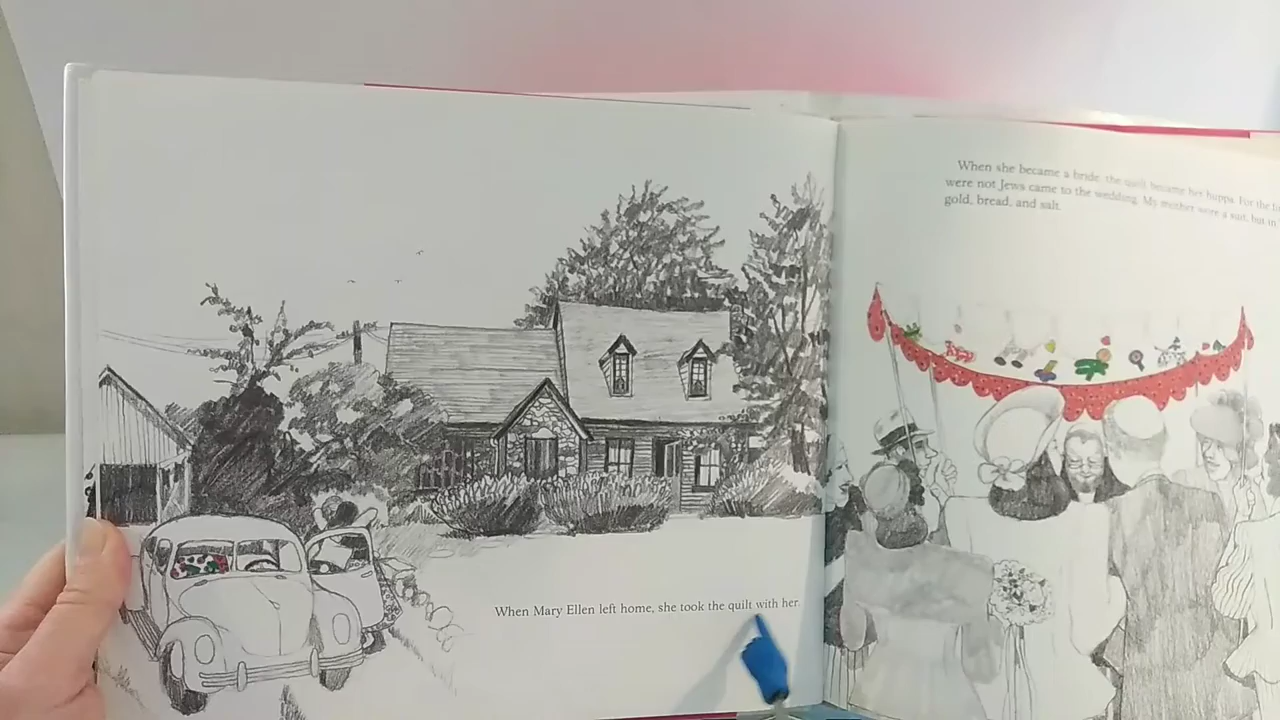 When Mary Ellen left home, she took the quilt with her.
When she became a bride, the quilt became her huppa. For the
were not Jews came to the wedding. My mother wore a suit, but in
gold, bread, and salt.